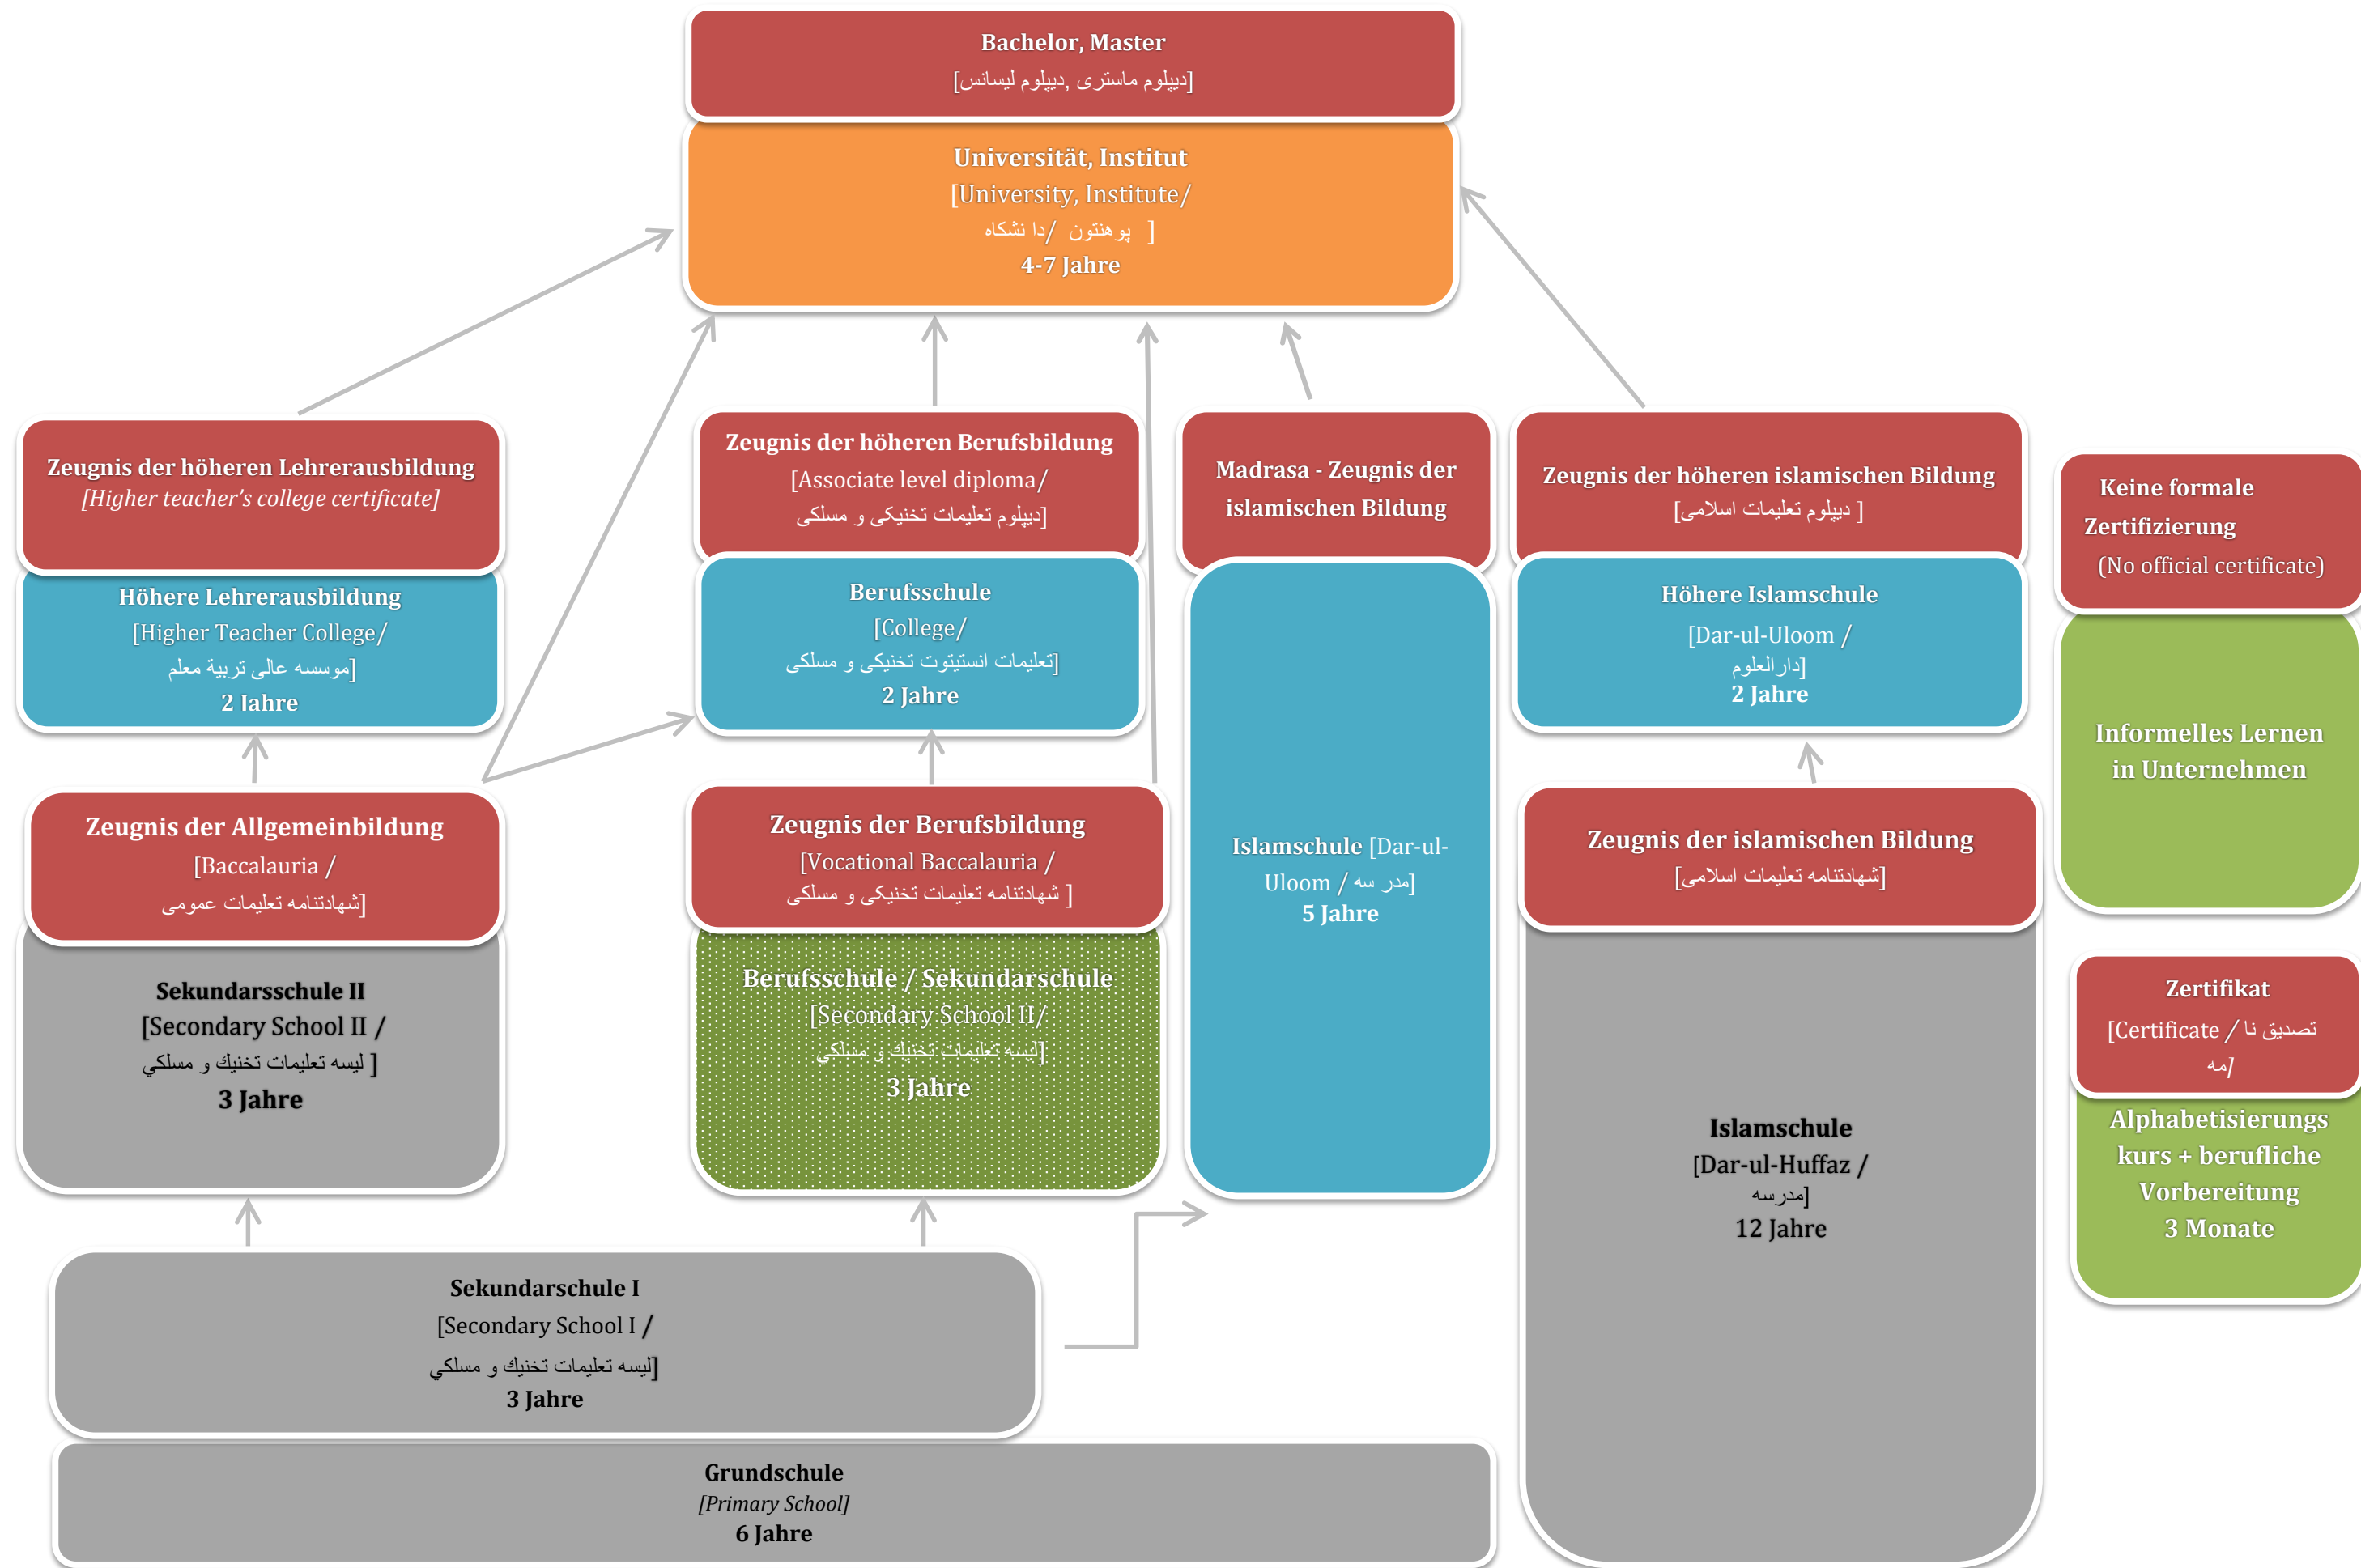 Bachelor, Master
[دیپلوم ماستری ,دیپلوم لیسانس]
Universität, Institut
[University, Institute/
پوهنتون /دا نشکاه ]
4-7 Jahre
Zeugnis der höheren Lehrerausbildung
[Higher teacher's college certificate]
Höhere Lehrerausbildung
[Higher Teacher College/
موسسه عالی تربیة معلم]
2 Jahre
Zeugnis der höheren Berufsbildung
[Associate level diploma/
دیپلوم تعلیمات تخنیکی و مسلکی]
Berufsschule
[College/
تعلیمات انستیتوت تخنیکی و مسلکی]
2 Jahre
Madrasa - Zeugnis der
islamischen Bildung
Islamschule [Dar-ul-
Uloom / مدر سه]
5 Jahre
Zeugnis der höheren islamischen Bildung
[دیپلوم تعلیمات اسلامی ]
Höhere Islamschule
[Dar-ul-Uloom /
دارالعلوم]
2 Jahre
Keine formale
Zertifizierung
(No official certificate)
Informelles Lernen
in Unternehmen
Zeugnis der Allgemeinbildung
[Baccalauria /
شهادتنامه تعلیمات عمومی]
Sekundarsschule II
[Secondary School II /
لیسه تعلیمات تخنیك و مسلكي ]
3 Jahre
Zeugnis der Berufsbildung
[Vocational Baccalauria /
شهادتنامه تعلیمات تخنیکی و مسلکی ]
Berufsschule / Sekundarschule
[Secondary School II/
لیسه تعلیمات تخنیك و مسلكي]
3 Jahre
Zeugnis der islamischen Bildung
[شهادتنامه تعلیمات اسلامی]
Islamschule
[Dar-ul-Huffaz /
مدرسه]
12 Jahre
Zertifikat
[Certificate / تصدیق نا
مه]
Alphabetisierungs
kurs + berufliche
Vorbereitung
3 Monate
Sekundarschule I
[Secondary School I /
لیسه تعلیمات تخنیك و مسلكي]
3 Jahre
Grundschule
[Primary School]
6 Jahre